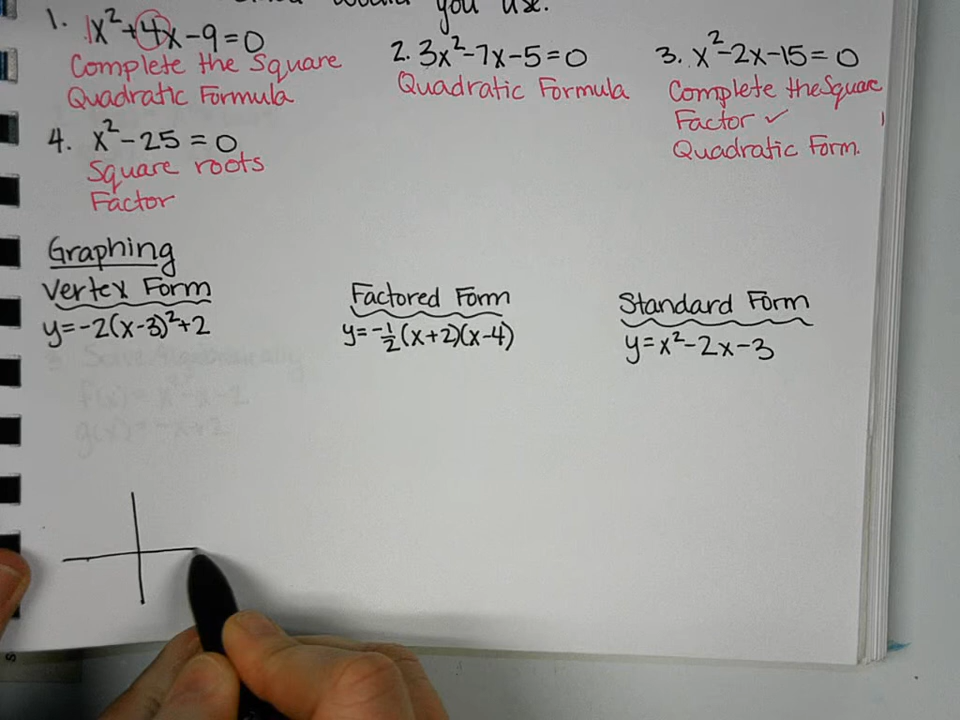 would you use.
1. 1x²+4x-9=0
Complete the Square
Quadratic Formula
2. 3x²-7x-5=0
Quadratic Formula
3. x²-2x-15=0
Complete the Square
Factor ✓
Quadratic Form.
4. x²-25=0
Square roots
Factor
Graphing
Vertex Form
y=-2(x-3)²+2
Factored Form
y=-½(x+2)(x-4)
Standard Form
y=x²-2x-3